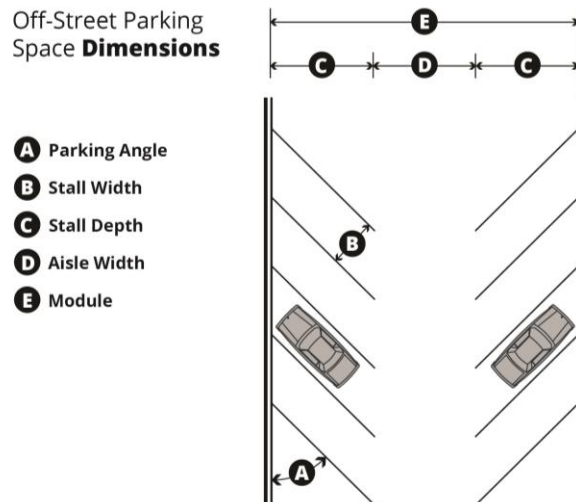 Off-Street Parking
Space Dimensions
E
C D C
A Parking Angle
B Stall Width
C Stall Depth
D Aisle Width
E Module
B
A